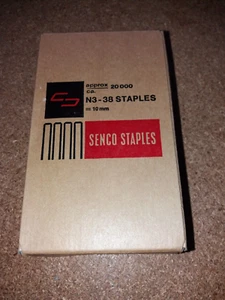 approx 20 000
ca.
N3-38 STAPLES
= 10 mm
SENCO STAPLES